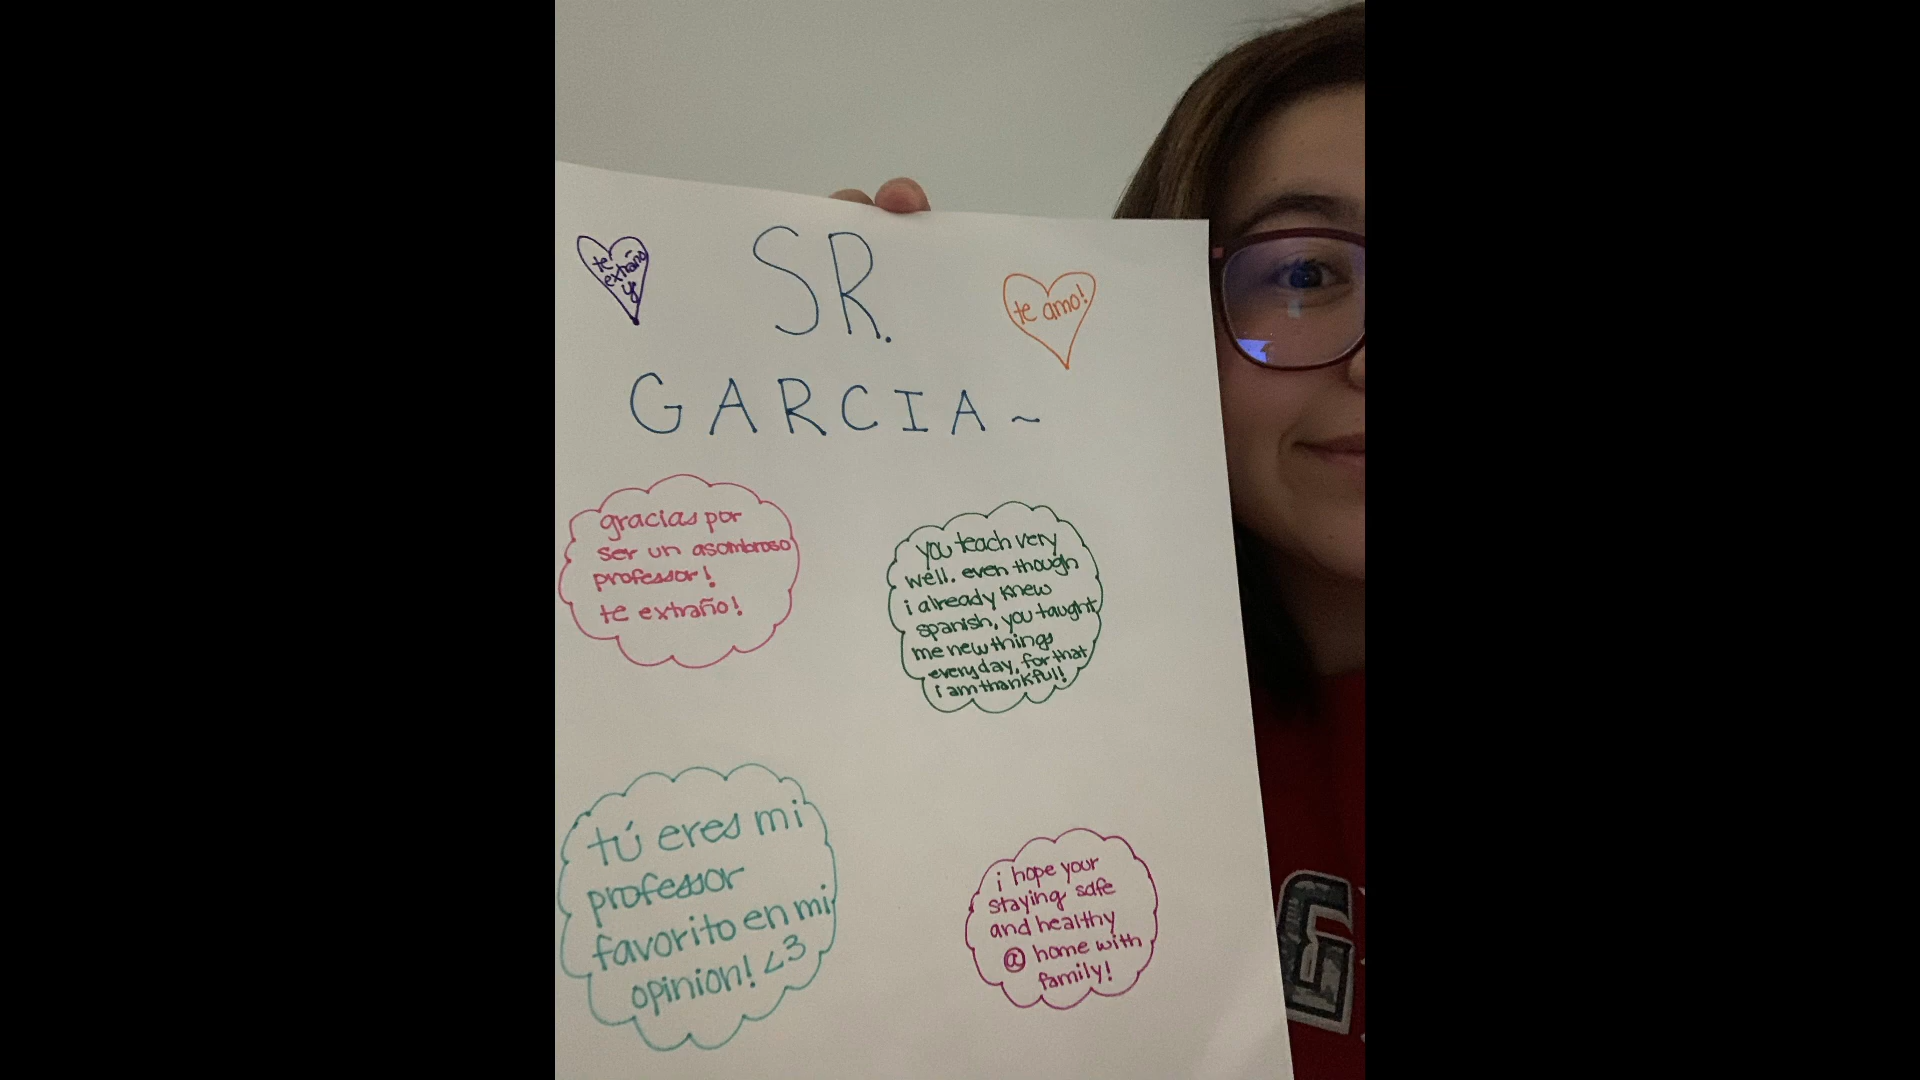 te
extraño
y
SR.
te amo!
GARCIA ~
gracias por
ser un asombroso
professor!
te extraño!
you teach very
well. even though
i already knew
spanish, you taught
me new things
everyday, for that
i am thankful!
tú eres mi
professor
favorito en mi
opinion! <3
i hope your
staying safe
and healthy
@ home with
family!